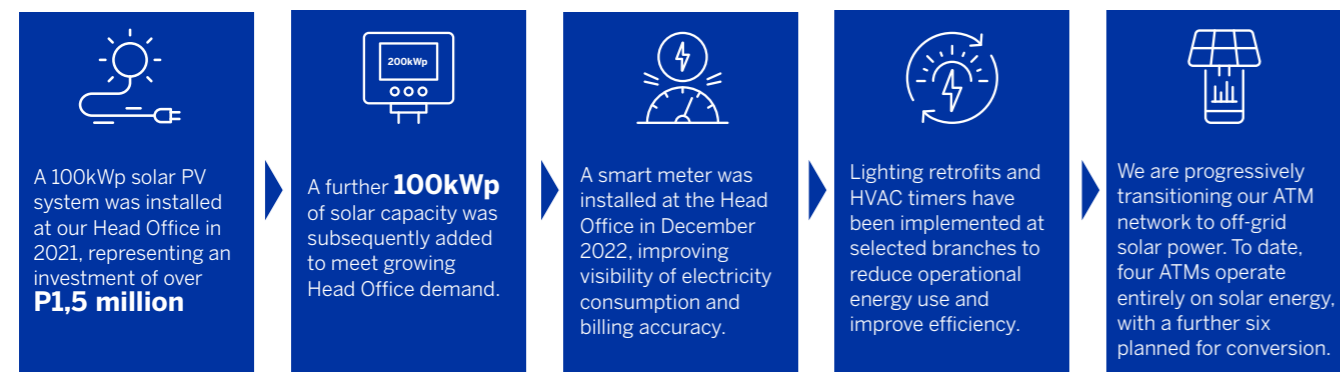 A 100kWp solar PV
system was installed
at our Head Office in
2021, representing an
investment of over
P1,5 million
200kWp
A further 100kWp
of solar capacity was
subsequently added
to meet growing
Head Office demand.
A smart meter was
installed at the Head
Office in December
2022, improving
visibility of electricity
consumption and
billing accuracy.
Lighting retrofits and
HVAC timers have
been implemented at
selected branches to
reduce operational
energy use and
improve efficiency.
We are progressively
transitioning our ATM
network to off-grid
solar power. To date,
four ATMs operate
entirely on solar energy,
with a further six
planned for conversion.